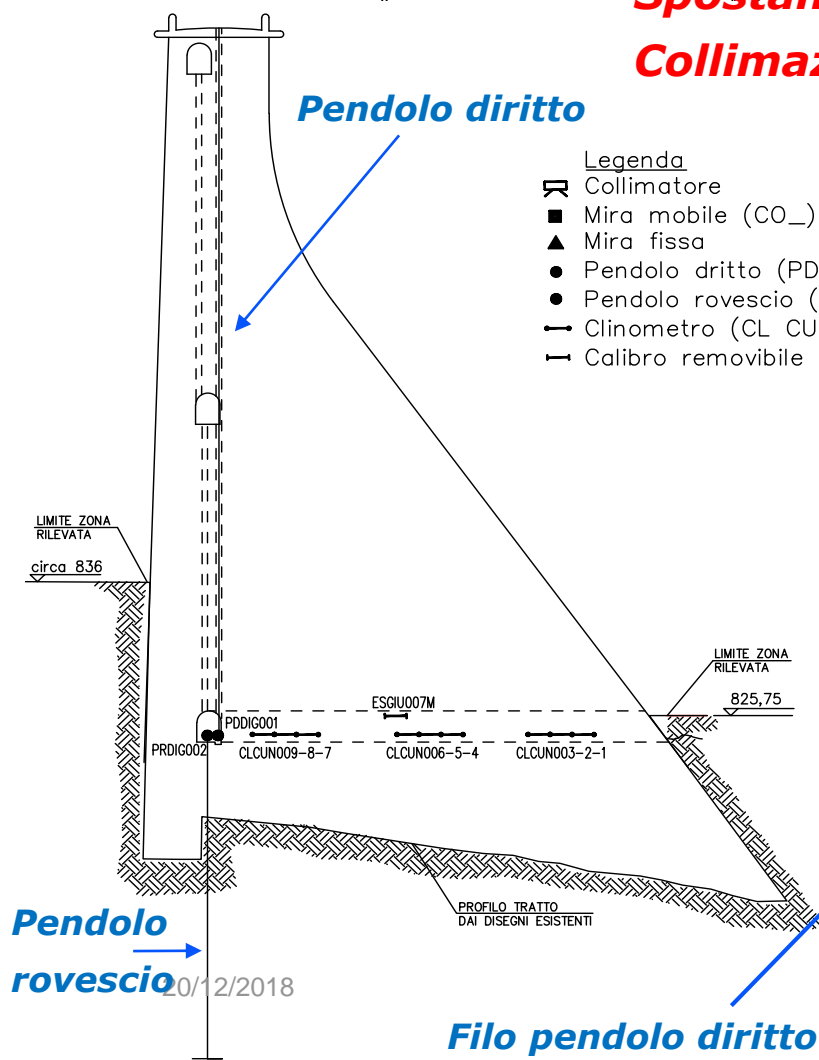 Collimaz
Pendolo diritto
Legenda
Collimatore
Mira mobile (CO_)
Mira fissa
Pendolo dritto (PD
Pendolo rovescio (
Clinometro (CL CU
Calibro removibile
LIMITE ZONA
RILEVATA
circa 836
LIMITE ZONA
RILEVATA
825,75
ESGIU007M
PDDIG001
PRDIG002
CLCUN009-8-7
CLCUN006-5-4
CLCUN003-2-1
PROFILO TRATTO
DAI DISEGNI ESISTENTI
Pendolo
rovescio
20/12/2018
Filo pendolo diritto